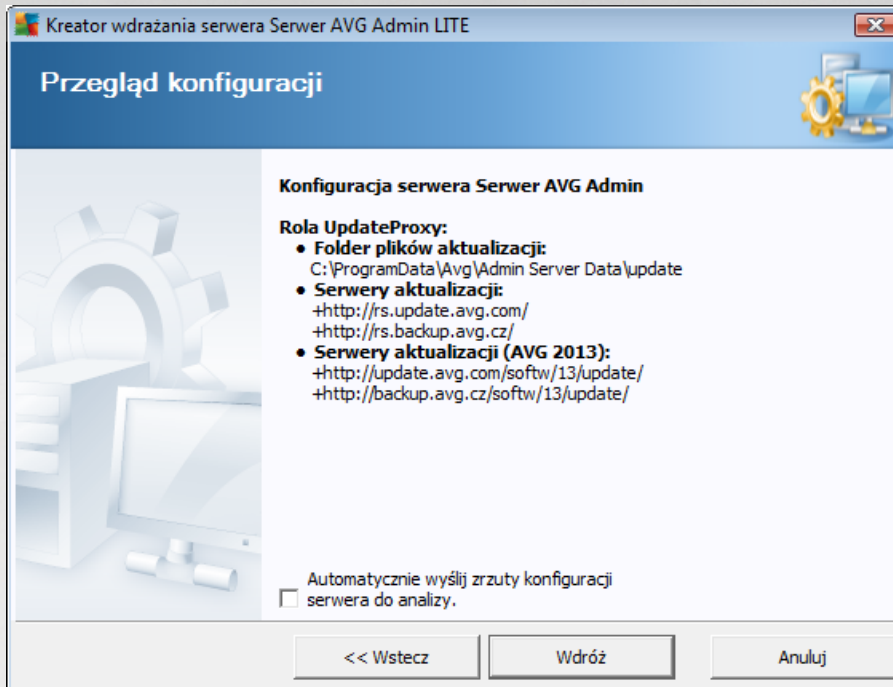 Kreator wdrażania serwera Serwer AVG Admin LITE
Przegląd konfiguracji
Konfiguracja serwera Serwer AVG Admin
Rola UpdateProxy:
• Folder plików aktualizacji:
C:\ProgramData\Avg\Admin Server Data\update
• Serwery aktualizacji:
+http://rs.update.avg.com/
+http://rs.backup.avg.cz/
• Serwery aktualizacji (AVG 2013):
+http://update.avg.com/softw/13/update/
+http://backup.avg.cz/softw/13/update/
Automatycznie wyślij zrzuty konfiguracji
serwera do analizy.
<< Wstecz
Wdróż
Anuluj